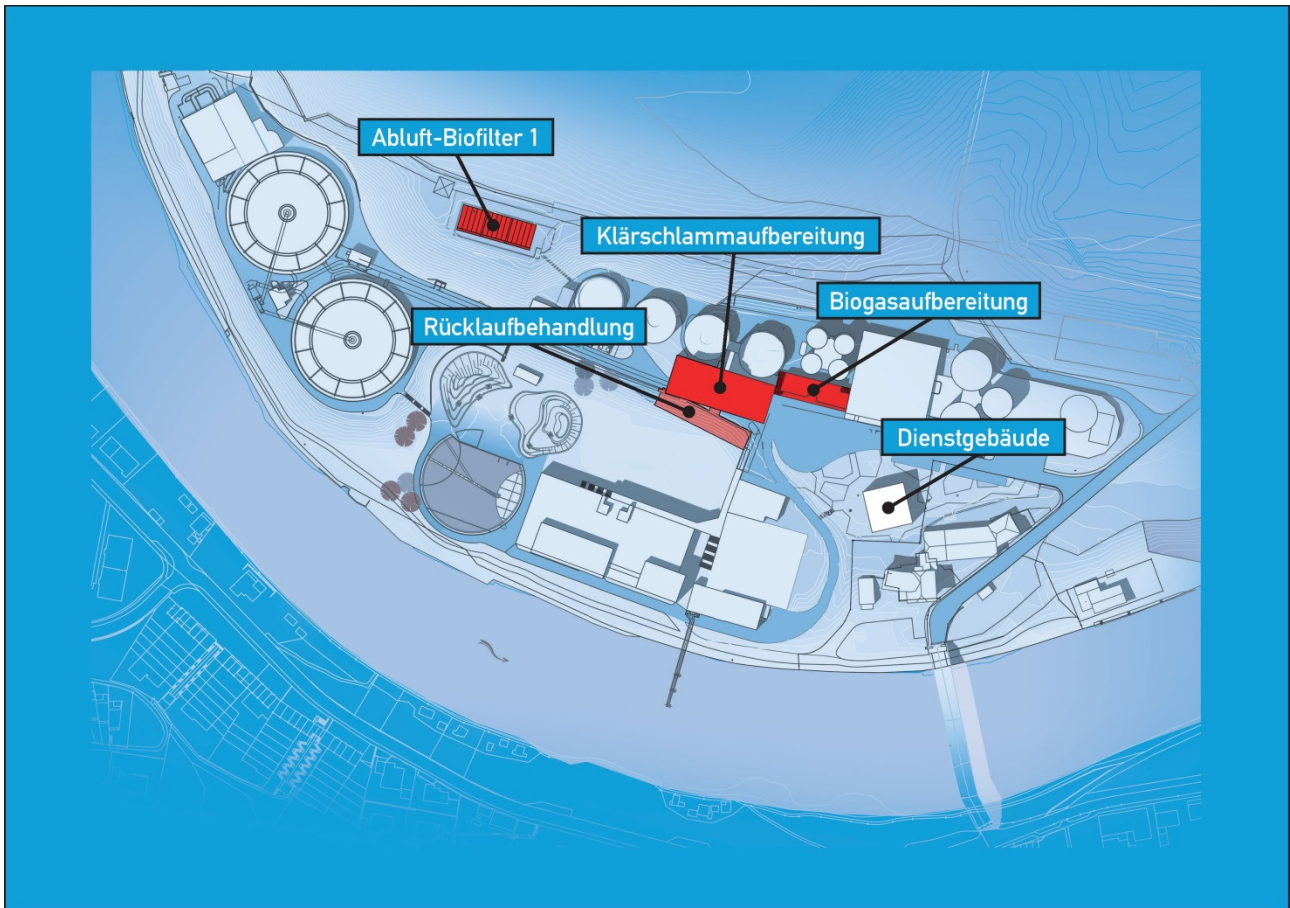 Abluft-Biofilter 1
Klärschlammaufbereitung
Biogasaufbereitung
Rücklaufbehandlung
Dienstgebäude